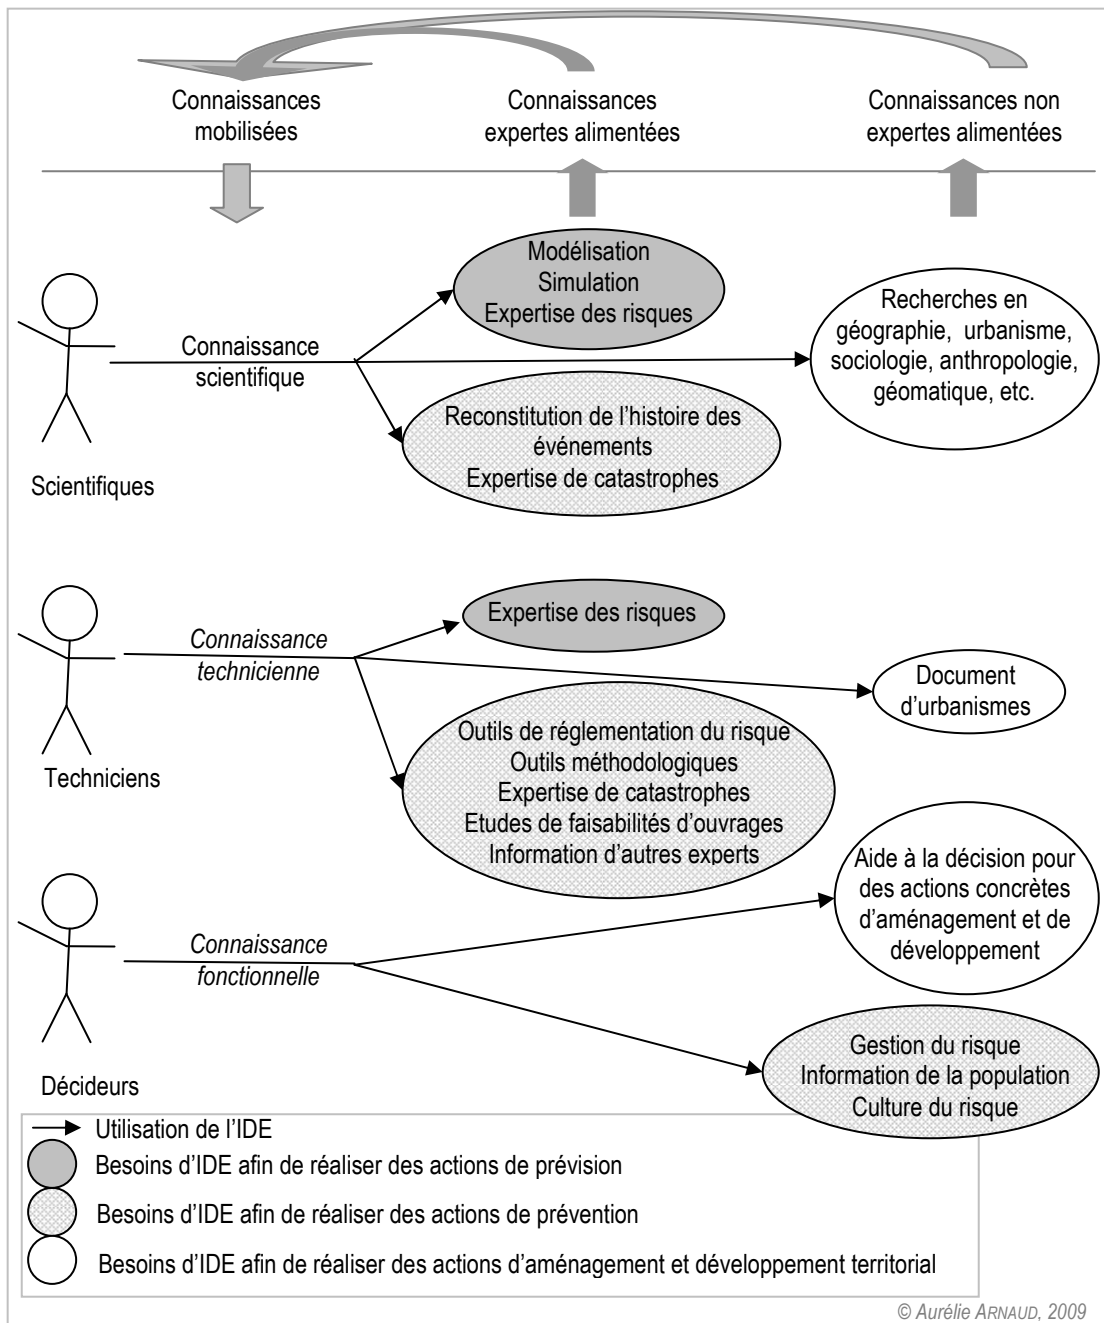 Connaissances
mobilisées
Connaissances
expertes alimentées
Connaissances non
expertes alimentées
Modélisation
Simulation
Expertise des risques
Recherches en
géographie, urbanisme,
sociologie, anthropologie,
géomatique, etc.
Connaissance
scientifique
Reconstitution de l'histoire des
événements
Expertise de catastrophes
Scientifiques
Expertise des risques
Connaissance
technicienne
Document
d'urbanismes
Outils de réglementation du risque
Outils méthodologiques
Expertise de catastrophes
Etudes de faisabilités d'ouvrages
Information d'autres experts
Techniciens
Aide à la décision pour
des actions concrètes
d'aménagement et de
développement
Connaissance
fonctionnelle
Gestion du risque
Information de la population
Culture du risque
Décideurs
Utilisation de l'IDE
Besoins d'IDE afin de réaliser des actions de prévision
Besoins d'IDE afin de réaliser des actions de prévention
Besoins d'IDE afin de réaliser des actions d'aménagement et développement territorial
© Aurélie ARNAUD, 2009